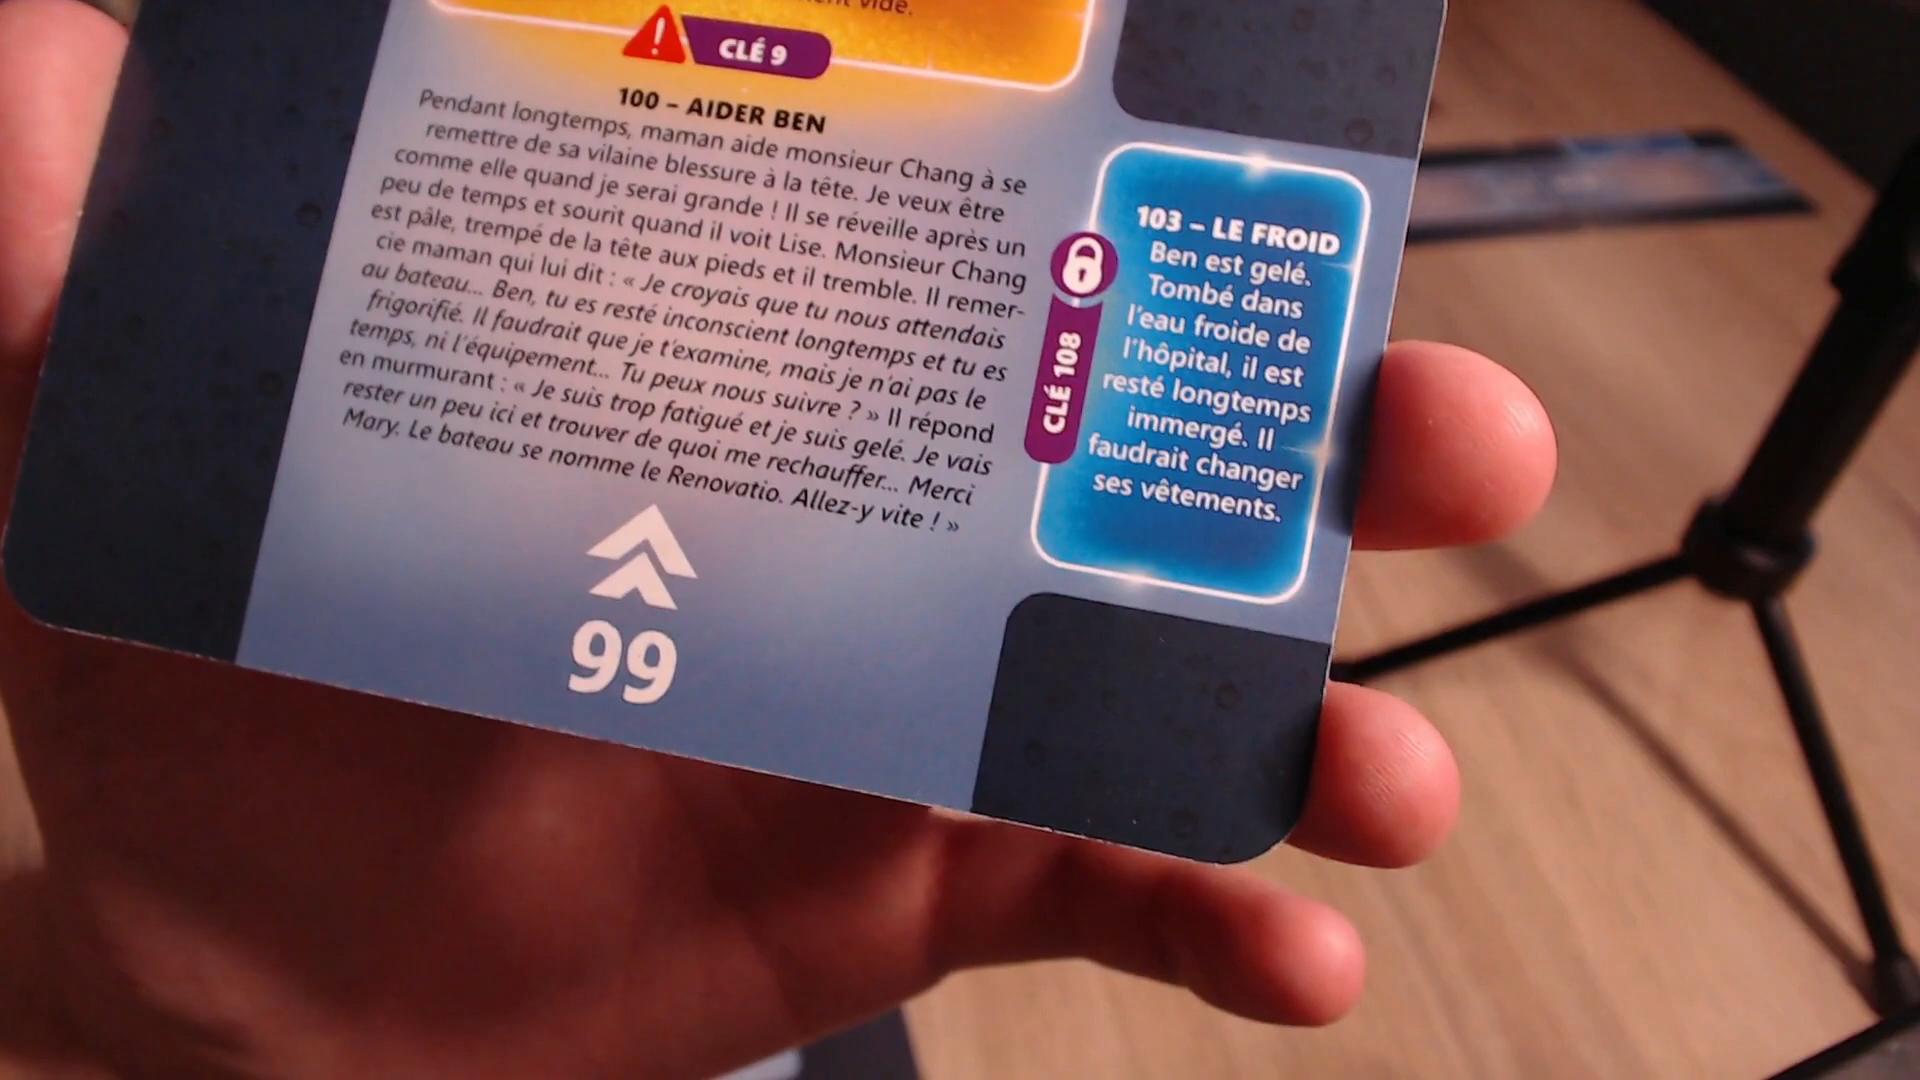 vide.
CLÉ 9
100 – AIDER BEN
Pendant longtemps, maman aide monsieur Chang à se
remettre de sa vilaine blessure à la tête. Je veux être
comme elle quand je serai grande ! Il se réveille après un
peu de temps et sourit quand il voit Lise. Monsieur Chang
est pâle, trempé de la tête aux pieds et il tremble. Il remer-
cie maman qui lui dit : « Je croyais que tu nous attendais
au bateau... Ben, tu es resté inconscient longtemps et tu es
frigorifié. Il faudrait que je t'examine, mais je n'ai pas le
temps, ni l'équipement... Tu peux nous suivre ? » Il répond
en murmurant : « Je suis trop fatigué et je suis gelé. Je vais
rester un peu ici et trouver de quoi me rechauffer... Merci
Mary. Le bateau se nomme le Renovatio. Allez-y vite ! »
99
CLÉ 108
103 – LE FROID
Ben est gelé.
Tombé dans
l'eau froide de
l'hôpital, il est
resté longtemps
immergé. Il
faudrait changer
ses vêtements.